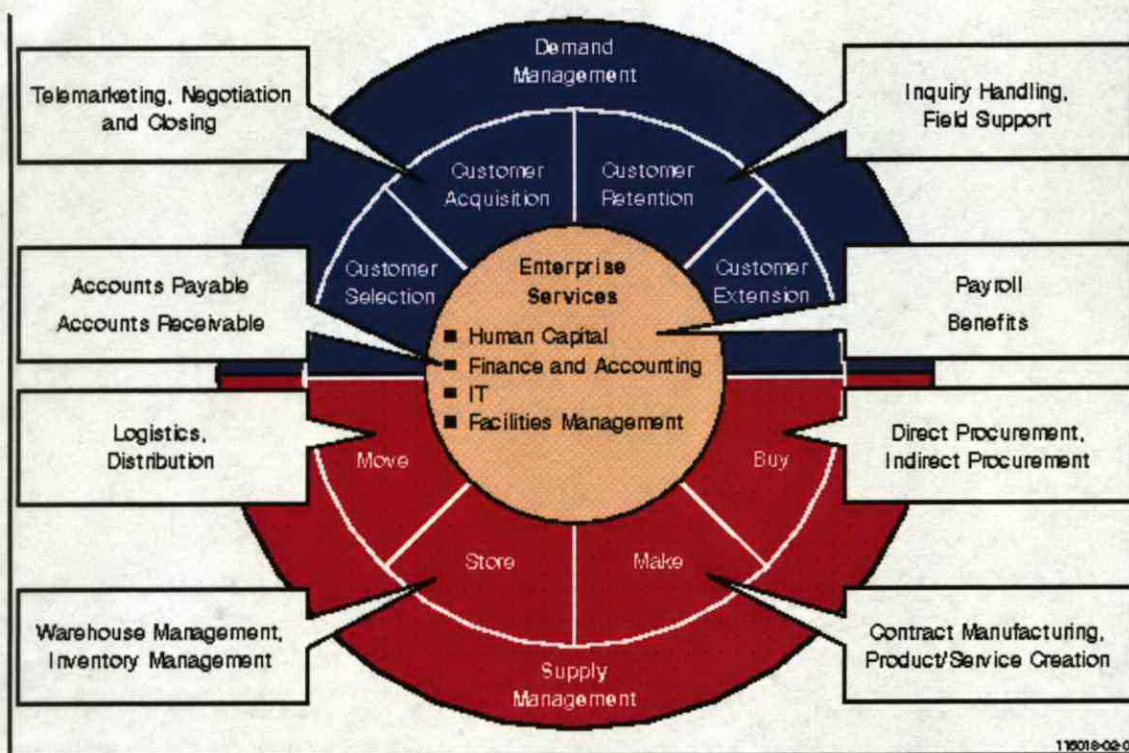 Demand
Management
Telemarketing, Negotiation
and Closing
Inquiry Handling,
Field Support
Customer
Acquisition
Customer
Retention
Customer
Selection
Customer
Extension
Accounts Payable
Accounts Receivable
Payroll
Benefits
Enterprise
Services
■ Human Capital
■ Finance and Accounting
■ IT
■ Facilities Management
Logistics,
Distribution
Move
Buy
Direct Procurement,
Indirect Procurement
Store
Make
Warehouse Management,
Inventory Management
Contract Manufacturing,
Product/Service Creation
Supply
Management